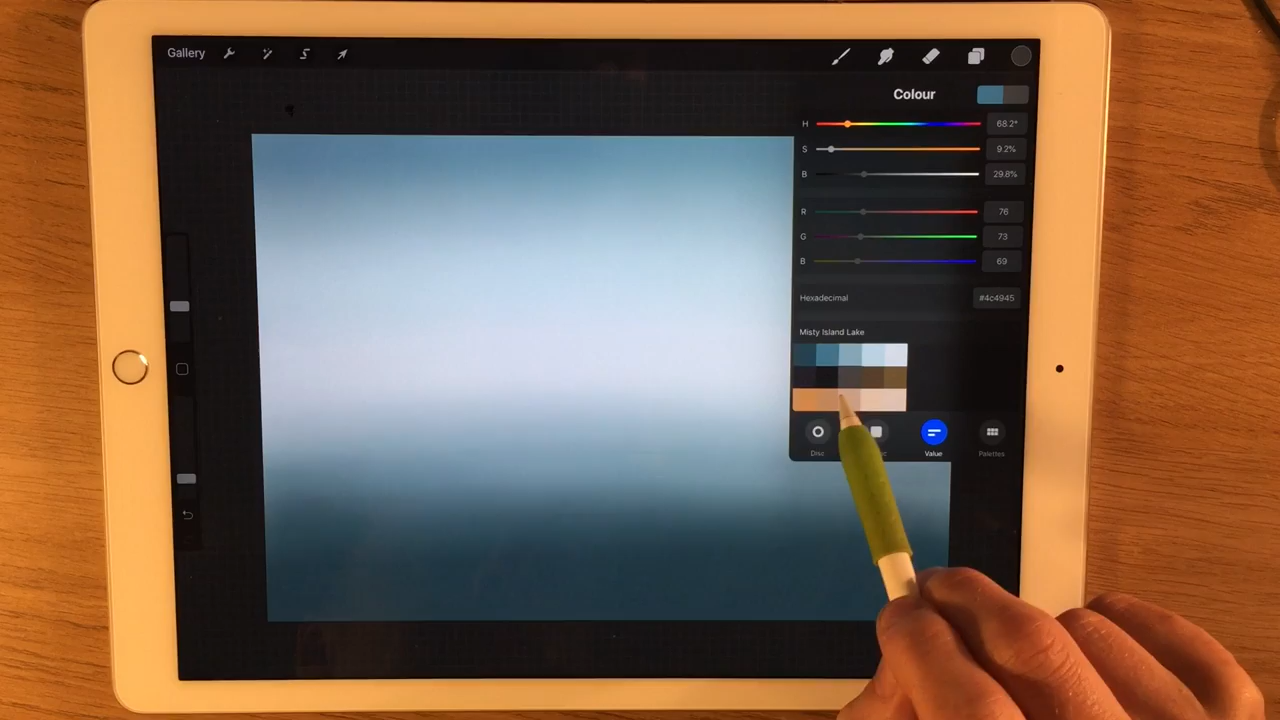 Gallery
Colour
H 68.2°
S 9.2%
B 29.8%
R 76
G 73
B 69
Hexadecimal #4c4945
Misty Island Lake
Disc Value Palettes